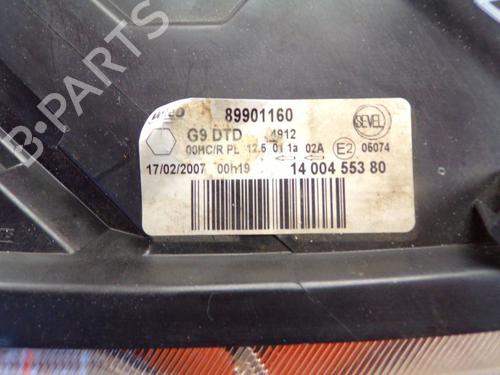 Valeo 89901160 SEVEL
G9 DTD 4912
00HC/R PL 12.5 01 1a 02A E2 06074
17/02/2007 00h19 14 004 553 80
B-PARTS